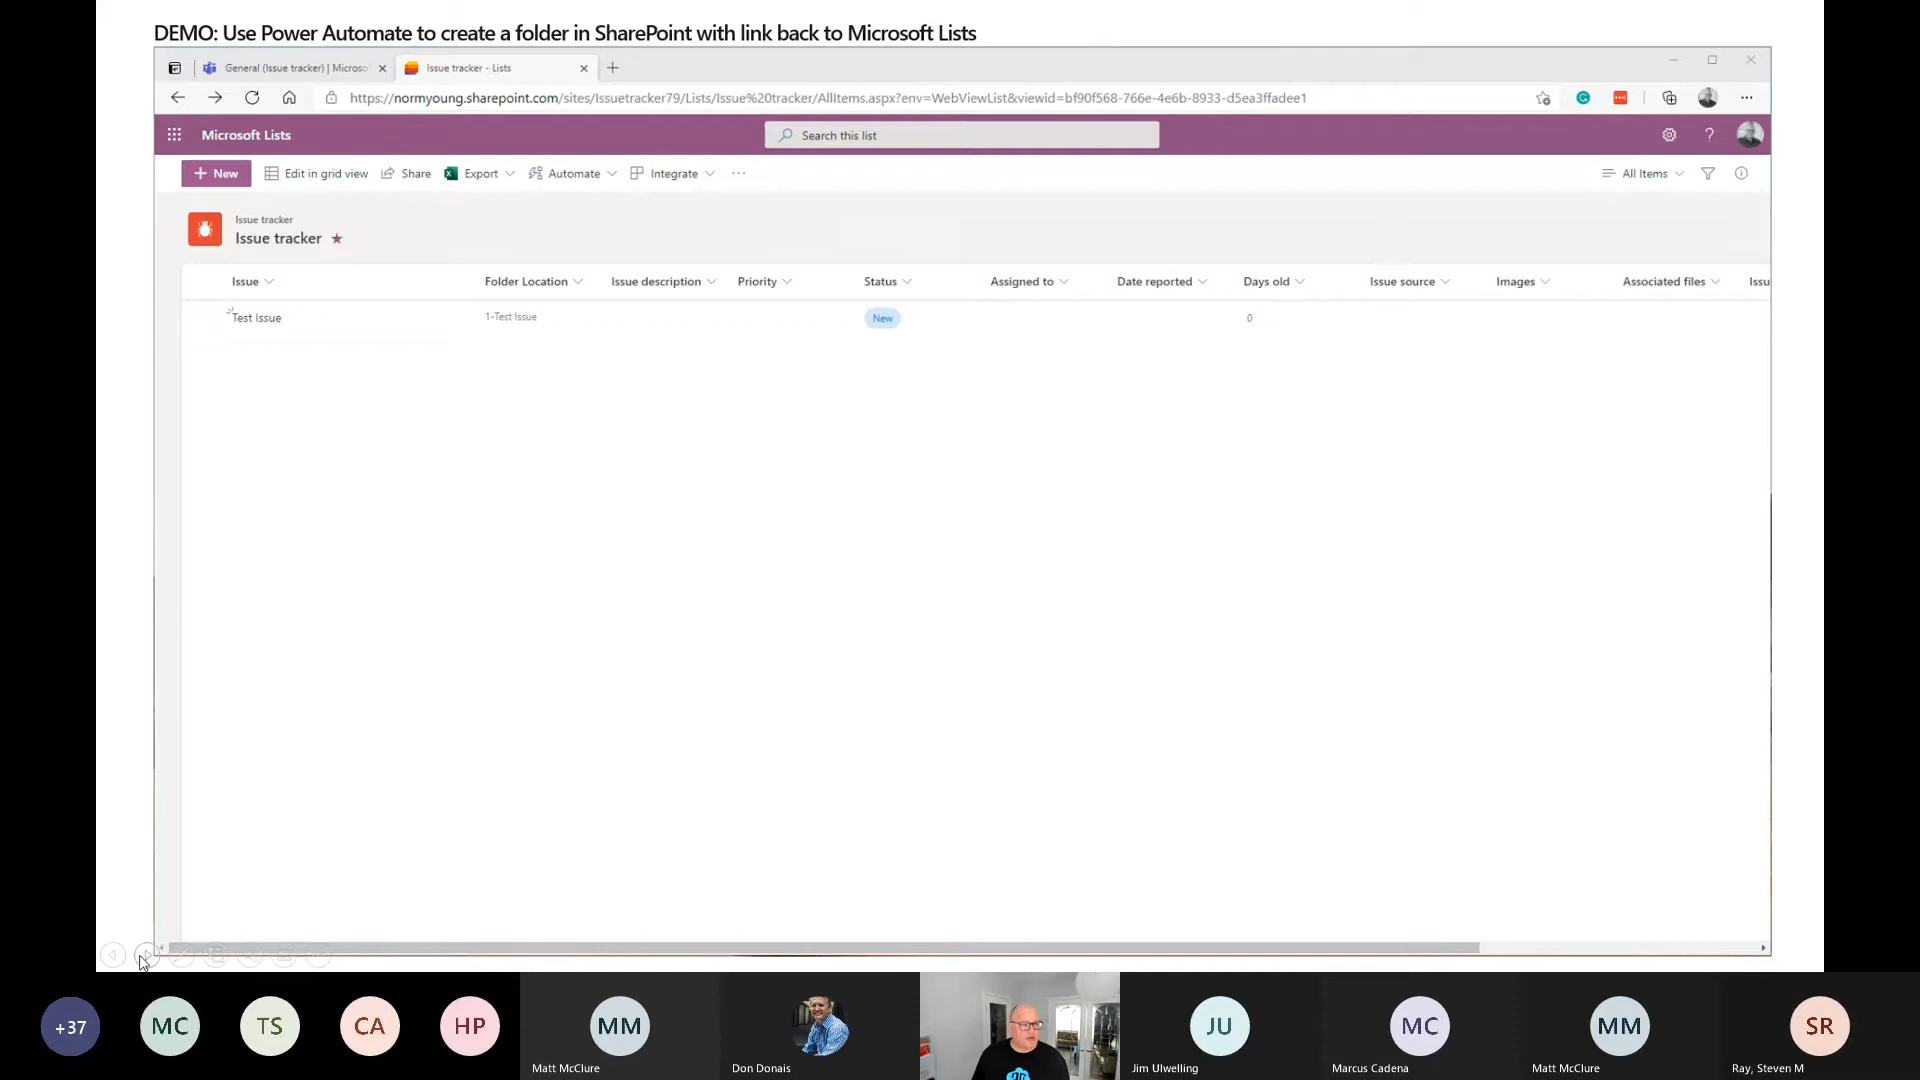 DEMO: Use Power Automate to create a folder in SharePoint with link back to Microsoft Lists
General (Issue tracker) | Microso
Issue tracker - Lists
https://normyoung.sharepoint.com/sites/Issuetracker79/Lists/Issue%20tracker/AllItems.aspx?env=WebViewList&viewid=bf90f568-766e-4e6b-8933-d5ea3ffadee1
Microsoft Lists
Search this list
?
+ New
Edit in grid view
Share
Export
Automate
Integrate
All Items
Issue tracker
Issue tracker
Issue Folder Location Issue description Priority Status Assigned to Date reported Days old Issue source Images Associated files Issu
Test Issue 1-Test Issue New 0
+37 MC TS CA HP MM JU MC MM SR
Matt McClure Don Donais Jim Ulwelling Marcus Cadena Matt McClure Ray, Steven M